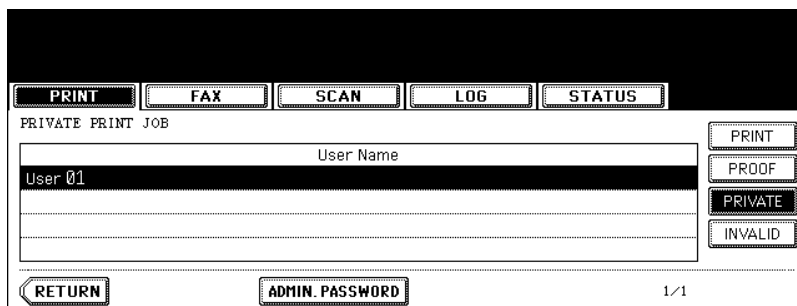 PRINT FAX SCAN LOG STATUS
PRIVATE PRINT JOB
User Name
User 01
PRINT
PROOF
PRIVATE
INVALID
RETURN ADMIN. PASSWORD 1/1